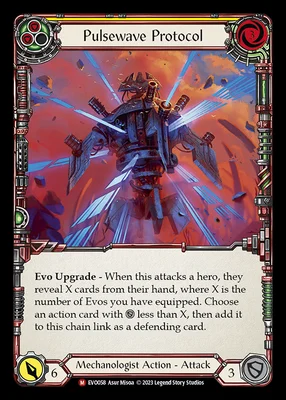 Pulsewave Protocol
Evo Upgrade - When this attacks a hero, they
reveal X cards from their hand, where X is the
number of Evos you have equipped. Choose
an action card with less than X, then add it
to this chain link as a defending card.
6
Mechanologist Action - Attack
3
M EVO058 Asur Misoa © 2023 Legend Story Studios